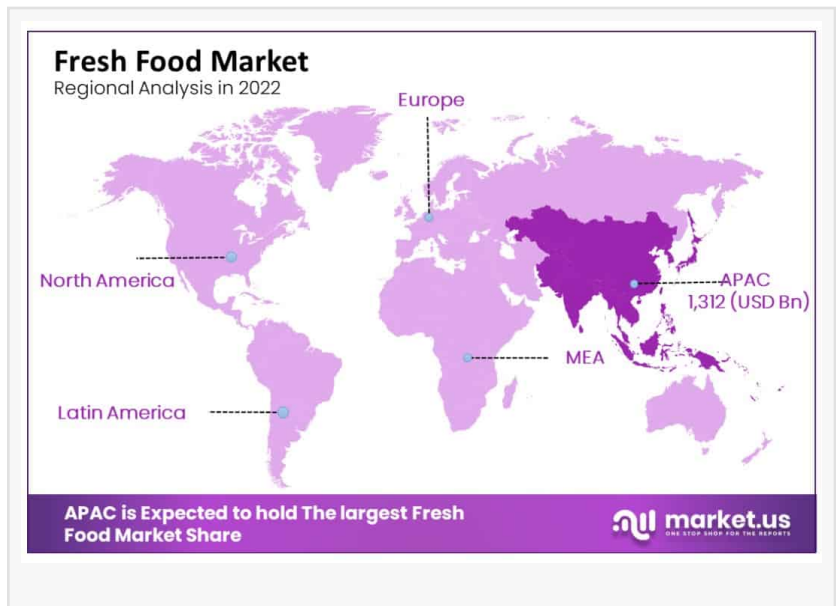 Fresh Food Market
Regional Analysis in 2022
Europe
North America
APAC
1,312 (USD Bn)
MEA
Latin America
APAC is Expected to hold The largest Fresh
Food Market Share
market.us
ONE STOP SHOP FOR THE REPORTS